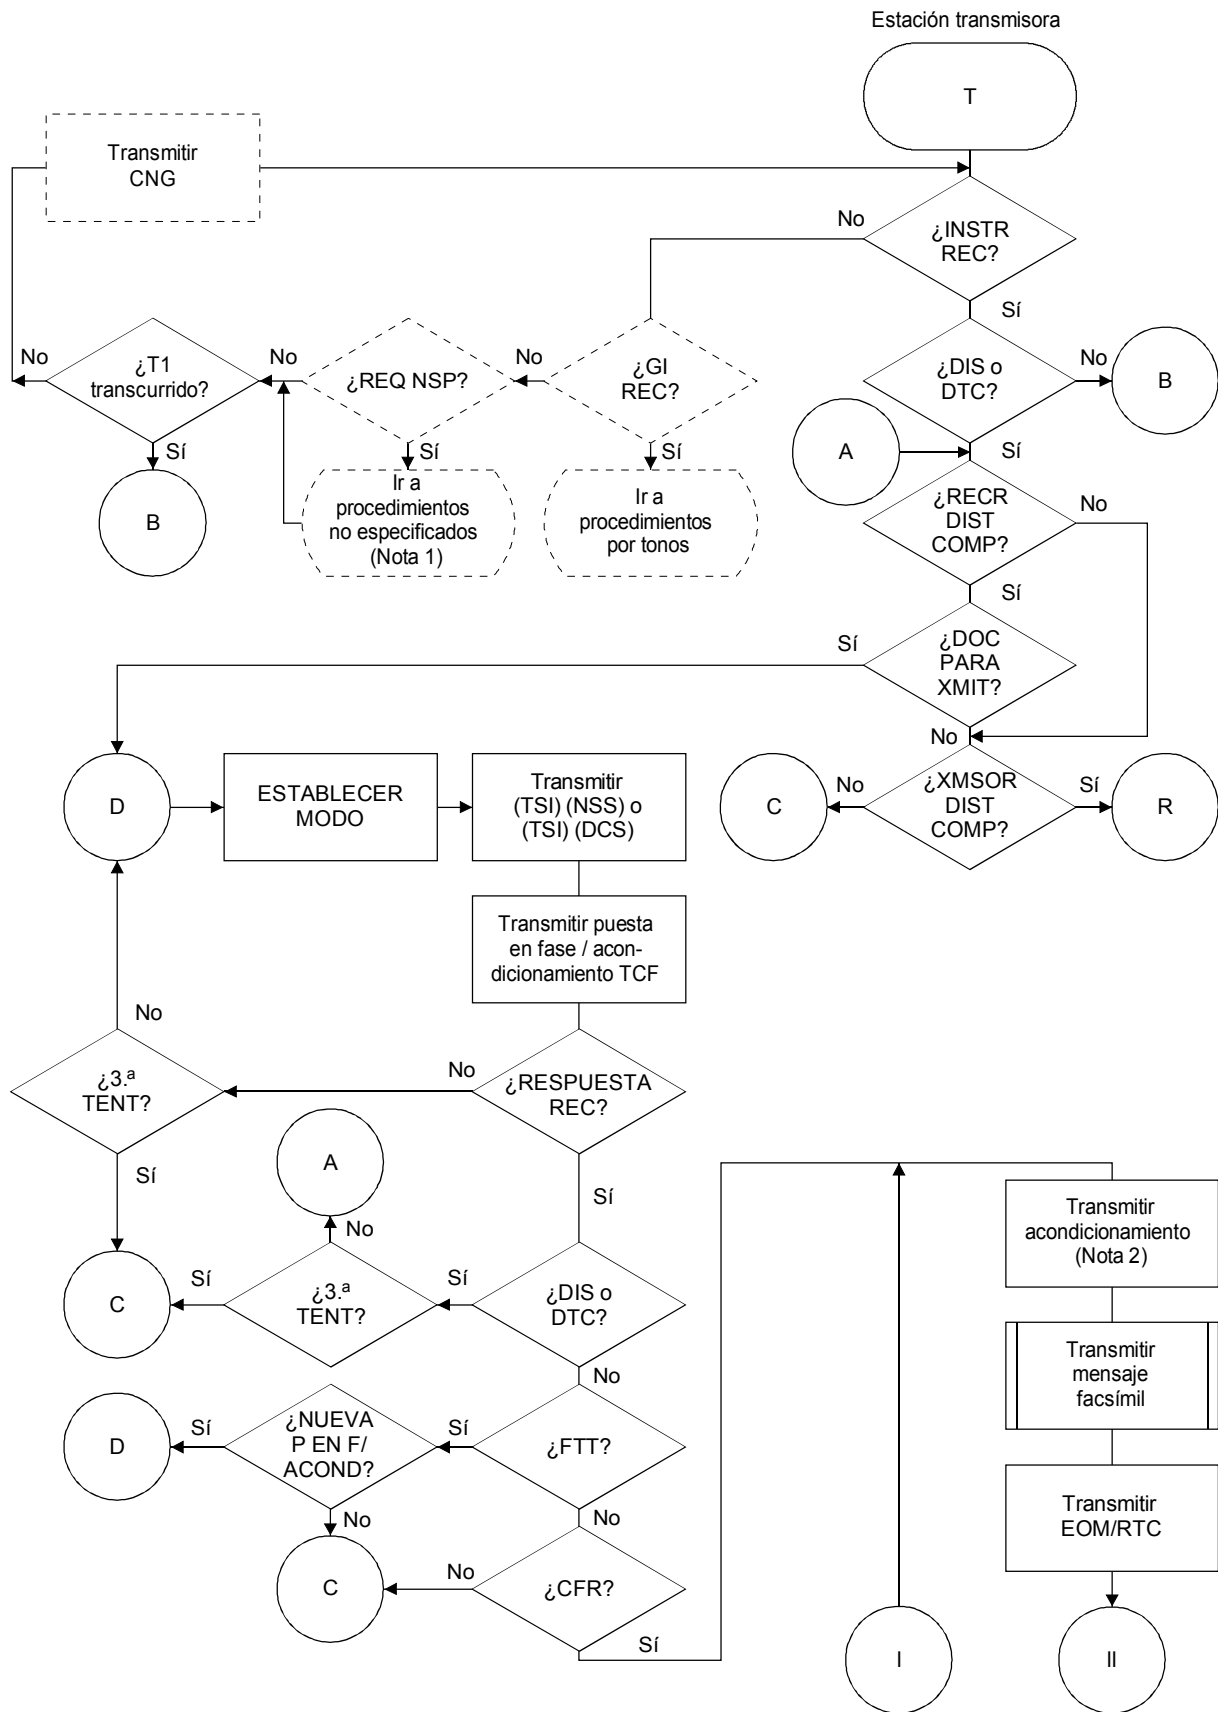 Estación transmisora
T
Transmitir
CNG
No
¿INSTR
REC?
Sí
No
¿T1
transcurrido?
Sí
B
No
¿REQ NSP?
Sí
Ir a
procedimientos
no especificados
(Nota 1)
No
¿GI
REC?
Sí
Ir a
procedimientos
por tonos
¿DIS o
DTC?
No
B
Sí
A
¿RECR
DIST
COMP?
No
Sí
¿DOC
PARA
XMIT?
Sí
No
D
ESTABLECER
MODO
Transmitir
(TSI) (NSS) o
(TSI) (DCS)
C
No
¿XMSOR
DIST
COMP?
Sí
R
Transmitir puesta
en fase / acon-
dicionamiento TCF
No
¿3.ª
TENT?
Sí
No
¿RESPUESTA
REC?
Sí
A
No
C
Sí
¿3.ª
TENT?
Sí
¿DIS o
DTC?
No
D
Sí
¿NUEVA
P EN F/
ACOND?
No
Sí
¿FTT?
No
C
No
¿CFR?
Sí
Transmitir
acondicionamiento
(Nota 2)
Transmitir
mensaje
facsímil
Transmitir
EOM/RTC
I
II